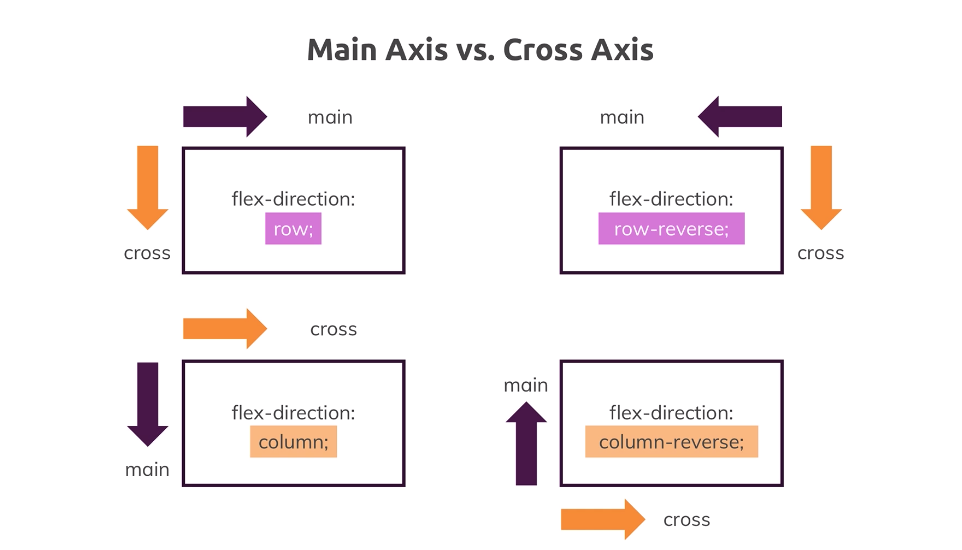 Main Axis vs. Cross Axis
main
cross
flex-direction:
row;
main
flex-direction:
row-reverse;
cross
cross
main
flex-direction:
column;
main
flex-direction:
column-reverse;
cross